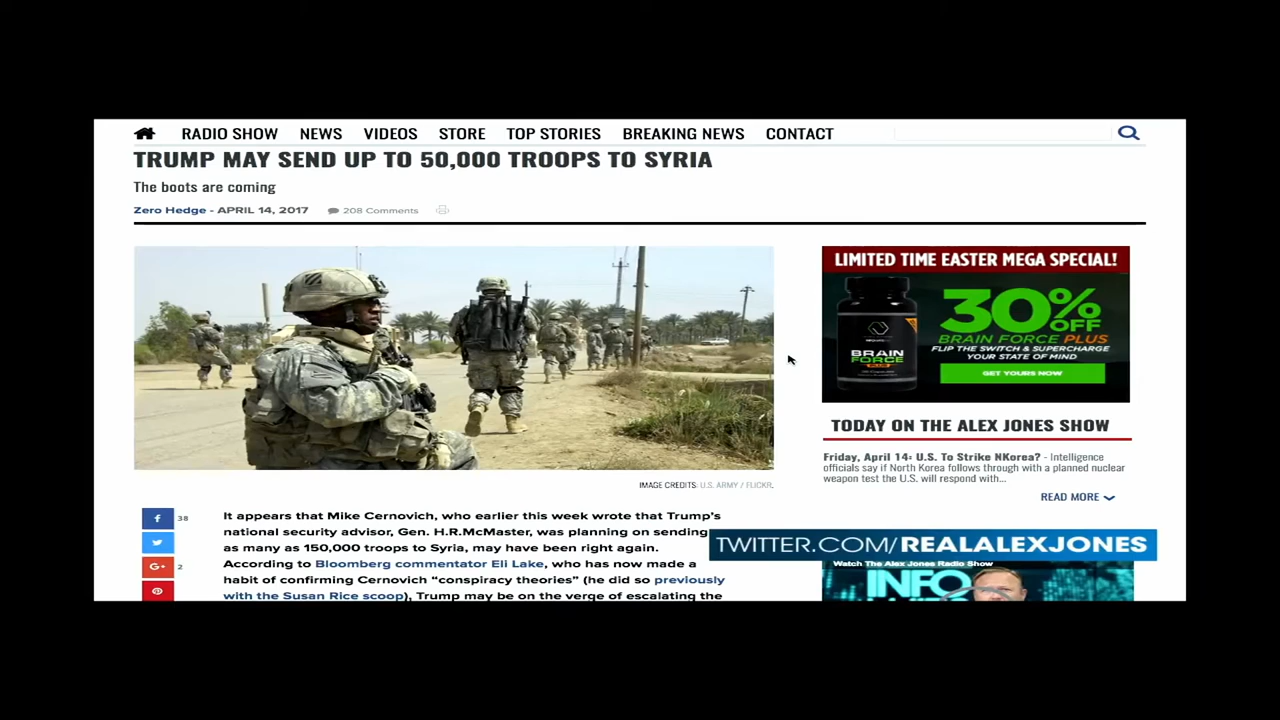 RADIO SHOW NEWS VIDEOS STORE TOP STORIES BREAKING NEWS CONTACT
TRUMP MAY SEND UP TO 50,000 TROOPS TO SYRIA
The boots are coming
Zero Hedge - APRIL 14, 2017 208 Comments
IMAGE CREDITS: U.S. ARMY / FLICKR.
f 38
G+ 2
It appears that Mike Cernovich, who earlier this week wrote that Trump's
national security advisor, Gen. H.R.McMaster, was planning on sending
as many as 150,000 troops to Syria, may have been right again.
According to Bloomberg commentator Eli Lake, who has now made a
habit of confirming Cernovich “conspiracy theories” (he did so previously
with the Susan Rice scoop), Trump may be on the verge of escalating the
LIMITED TIME EASTER MEGA SPECIAL!
30% OFF
BRAIN FORCE PLUS
FLIP THE SWITCH & SUPERCHARGE
YOUR STATE OF MIND
GET YOURS NOW
BRAIN
FORCE
PLUS
TODAY ON THE ALEX JONES SHOW
Friday, April 14: U.S. To Strike NKorea? - Intelligence
officials say if North Korea follows through with a planned nuclear
weapon test the U.S. will respond with...
READ MORE
TWITTER.COM/REALALEXJONES
Watch The Alex Jones Radio Show
INFO